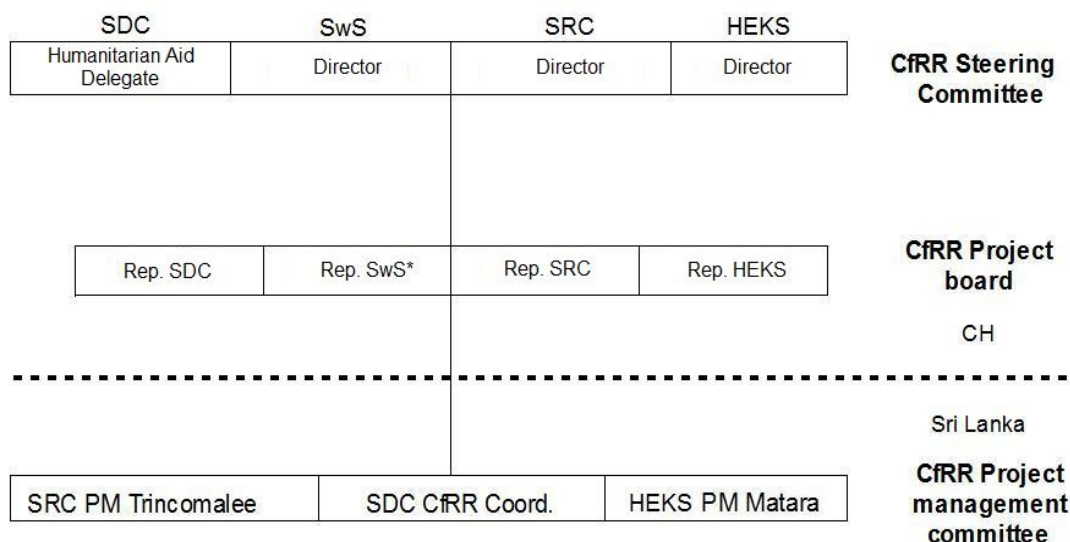 SDC SwS SRC HEKS
Humanitarian Aid
Delegate
Director
Director
Director
CfRR Steering
Committee
Rep. SDC
Rep. SwS*
Rep. SRC
Rep. HEKS
CfRR Project
board
CH
Sri Lanka
SRC PM Trincomalee
SDC CfRR Coord.
HEKS PM Matara
CfRR Project
management
committee